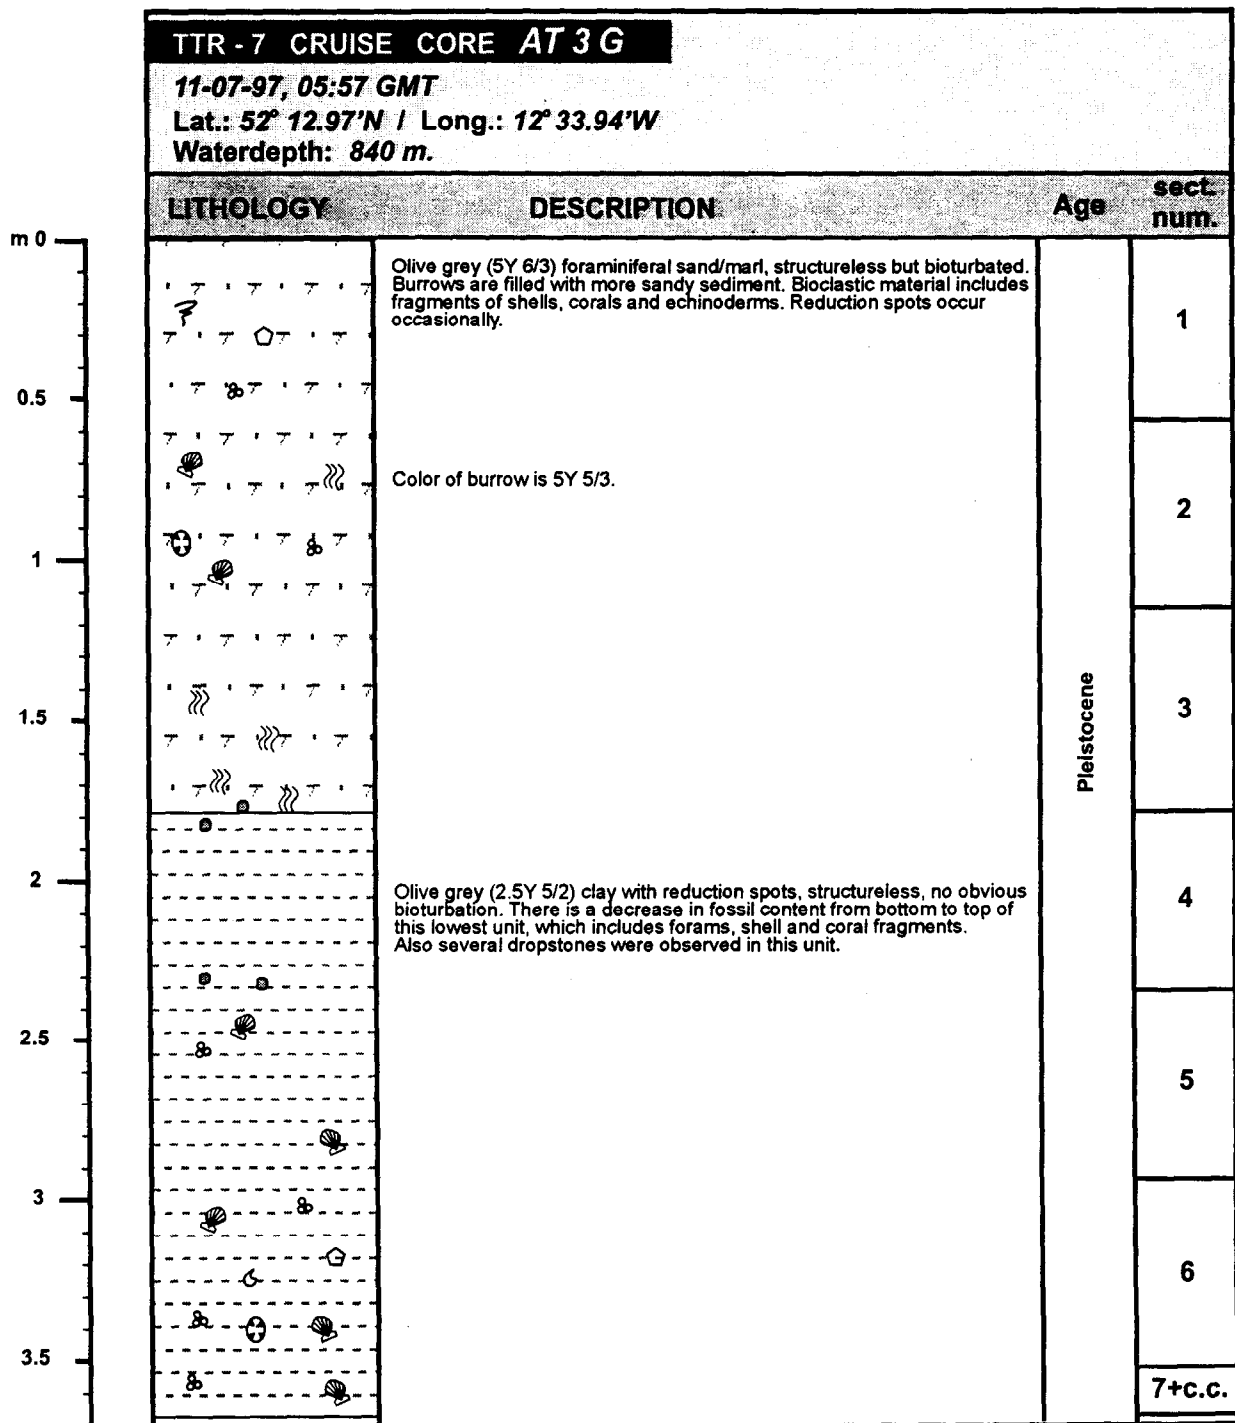 TTR - 7 CRUISE CORE AT 3 G
11-07-97, 05:57 GMT
Lat.: 52° 12.97'N / Long.: 12° 33.94'W
Waterdepth: 840 m.
LITHOLOGY DESCRIPTION Age sect. num.
m 0
Olive grey (5Y 6/3) foraminiferal sand/marl, structureless but bioturbated.
Burrows are filled with more sandy sediment. Bioclastic material includes
fragments of shells, corals and echinoderms. Reduction spots occur
occasionally.
1
0.5
Color of burrow is 5Y 5/3.
2
1
Pleistocene
3
1.5
2
Olive grey (2.5Y 5/2) clay with reduction spots, structureless, no obvious
bioturbation. There is a decrease in fossil content from bottom to top of
this lowest unit, which includes forams, shell and coral fragments.
Also several dropstones were observed in this unit.
4
2.5
5
3
6
3.5
7+c.c.